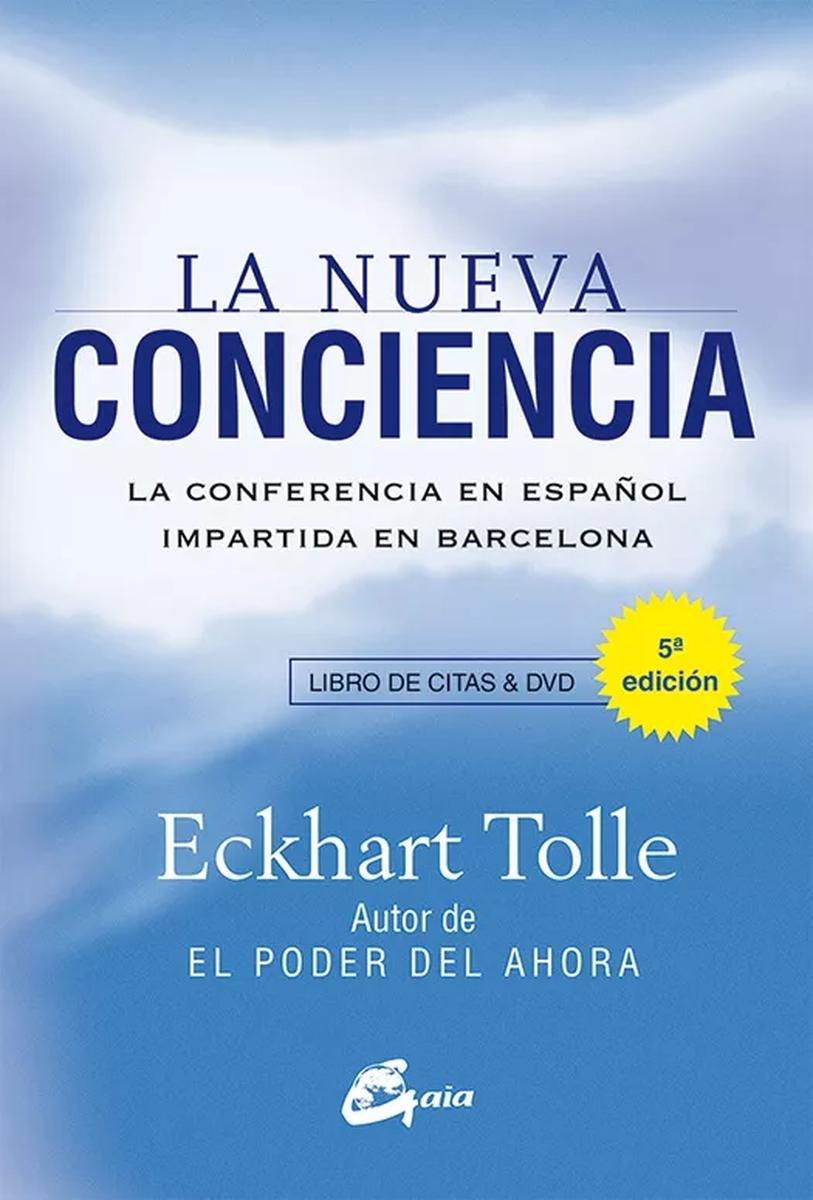 LA NUEVA
CONCIENCIA
LA CONFERENCIA EN ESPAÑOL
IMPARTIDA EN BARCELONA
LIBRO DE CITAS & DVD
5ª
edición
Eckhart Tolle
Autor de
EL PODER DEL AHORA
Gaia